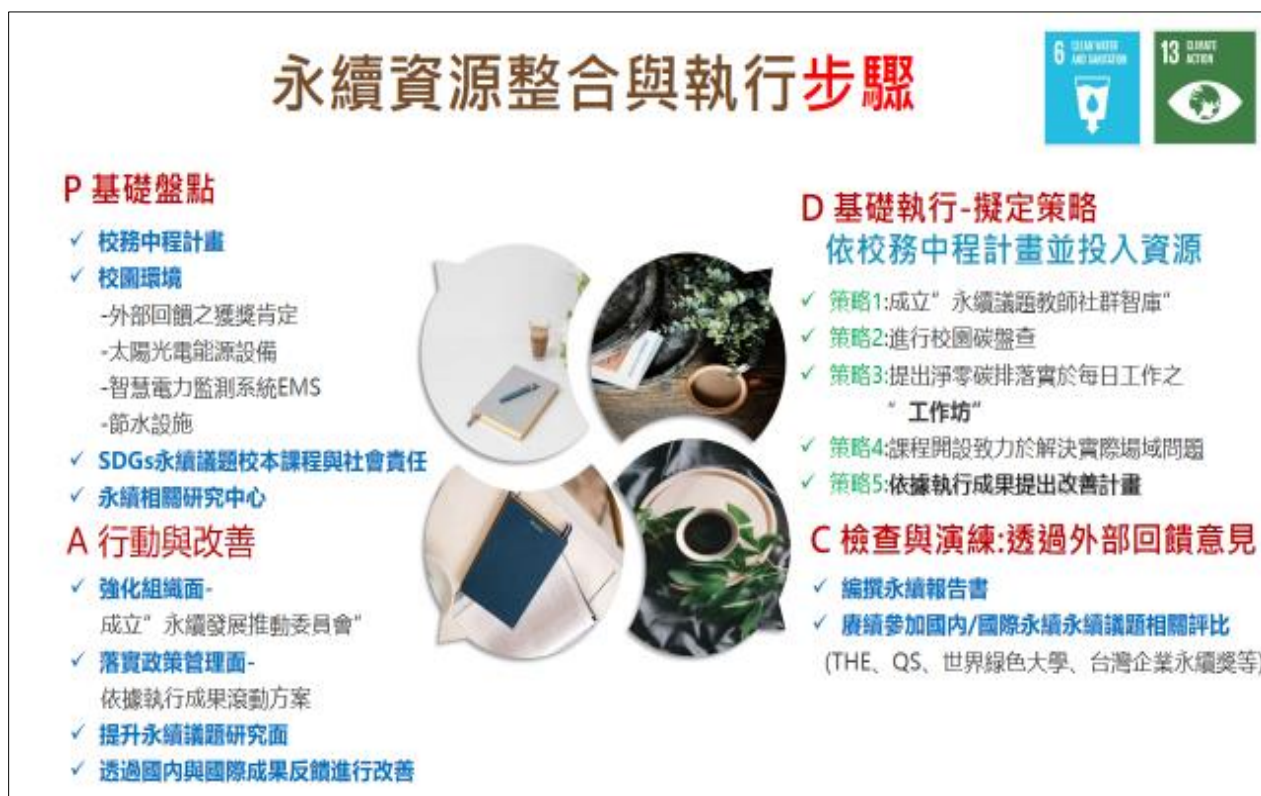 永續資源整合與執行步驟
6 CLEAN WATER
AND SANITATION
13 CLIMATE
ACTION
P 基礎盤點
✓ 校務中程計畫
✓ 校園環境
-外部回饋之獲獎肯定
-太陽光電能源設備
-智慧電力監測系統EMS
-節水設施
✓ SDGs永續議題校本課程與社會責任
✓ 永續相關研究中心
A 行動與改善
✓ 強化組織面-
成立”永續發展推動委員會“
✓ 落實政策管理面-
依據執行成果滾動方案
✓ 提升永續議題研究面
✓ 透過國內與國際成果反饋進行改善
D 基礎執行-擬定策略
依校務中程計畫並投入資源
✓ 策略1:成立”永續議題教師社群智庫“
✓ 策略2:進行校園碳盤查
✓ 策略3:提出淨零碳排落實於每日工作之
”工作坊“
✓ 策略4:課程開設致力於解決實際場域問題
✓ 策略5:依據執行成果提出改善計畫
C 檢查與演練:透過外部回饋意見
✓ 編撰永續報告書
✓ 賡續參加國內/國際永續永續議題相關評比
(THE、QS、世界綠色大學、台灣企業永續獎等)